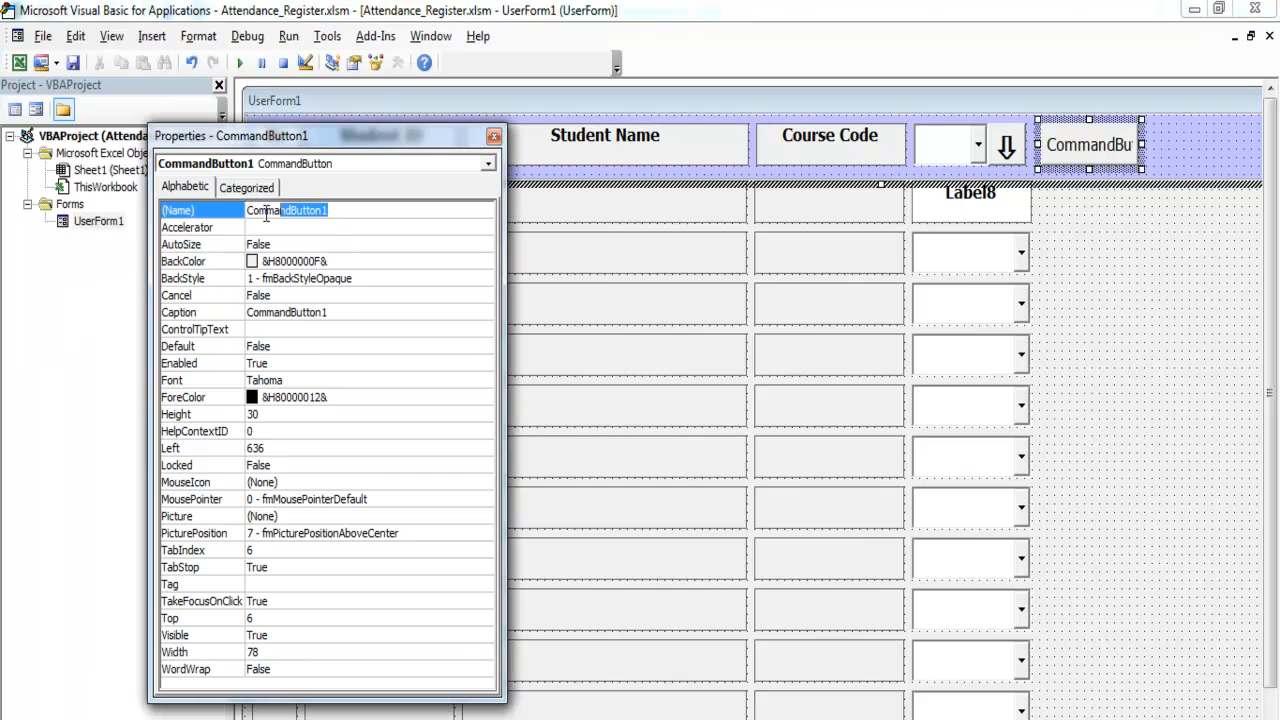 Microsoft Visual Basic for Applications - Attendance_Register.xlsm - [Attendance_Register.xlsm - UserForm1 (UserForm)]
File Edit View Insert Format Debug Run Tools Add-Ins Window Help
Project - VBAProject
VBAProject (Attenda
Microsoft Excel Obje
Sheet1 (Sheet1)
ThisWorkbook
Forms
UserForm1
UserForm1
Student Name
Course Code
CommandBu
Label8
Properties - CommandButton1
CommandButton1 CommandButton
Alphabetic Categorized
(Name) CommandButton1
Accelerator
AutoSize False
BackColor &H8000000F&
BackStyle 1 - fmBackStyleOpaque
Cancel False
Caption CommandButton1
ControlTipText
Default False
Enabled True
Font Tahoma
ForeColor &H80000012&
Height 30
HelpContextID 0
Left 636
Locked False
MouseIcon (None)
MousePointer 0 - fmMousePointerDefault
Picture (None)
PicturePosition 7 - fmPicturePositionAboveCenter
TabIndex 6
TabStop True
Tag
TakeFocusOnClick True
Top 6
Visible True
Width 78
WordWrap False